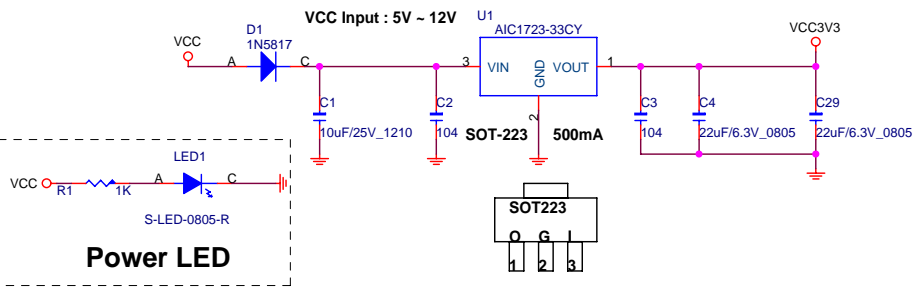 VCC Input : 5V ~ 12V
D1
1N5817
VCC
A
C
U1
AIC1723-33CY
3
VIN
GND
VOUT
1
2
VCC3V3
C1
10uF/25V_1210
C2
104
SOT-223
500mA
C3
104
C4
22uF/6.3V_0805
C29
22uF/6.3V_0805
LED1
VCC
R1
1K
A
C
S-LED-0805-R
Power LED
SOT223
O G I
1 2 3